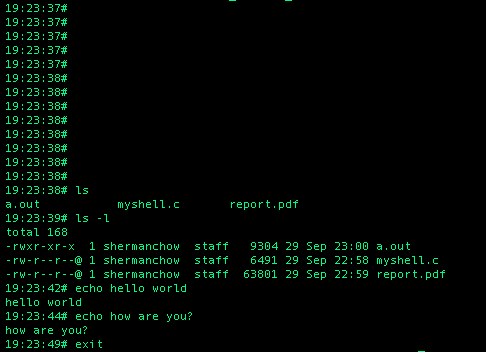 19:23:37#
19:23:37#
19:23:37#
19:23:37#
19:23:37#
19:23:38#
19:23:38#
19:23:38#
19:23:38#
19:23:38#
19:23:38#
19:23:38#
19:23:38#
19:23:38# ls
a.out myshell.c report.pdf
19:23:39# ls -l
total 168
-rwxr-xr-x 1 shermanchow staff 9304 29 Sep 23:00 a.out
-rw-r--r--@ 1 shermanchow staff 6491 29 Sep 22:58 myshell.c
-rw-r--r--@ 1 shermanchow staff 63801 29 Sep 22:59 report.pdf
19:23:42# echo hello world
hello world
19:23:44# echo how are you?
how are you?
19:23:49# exit